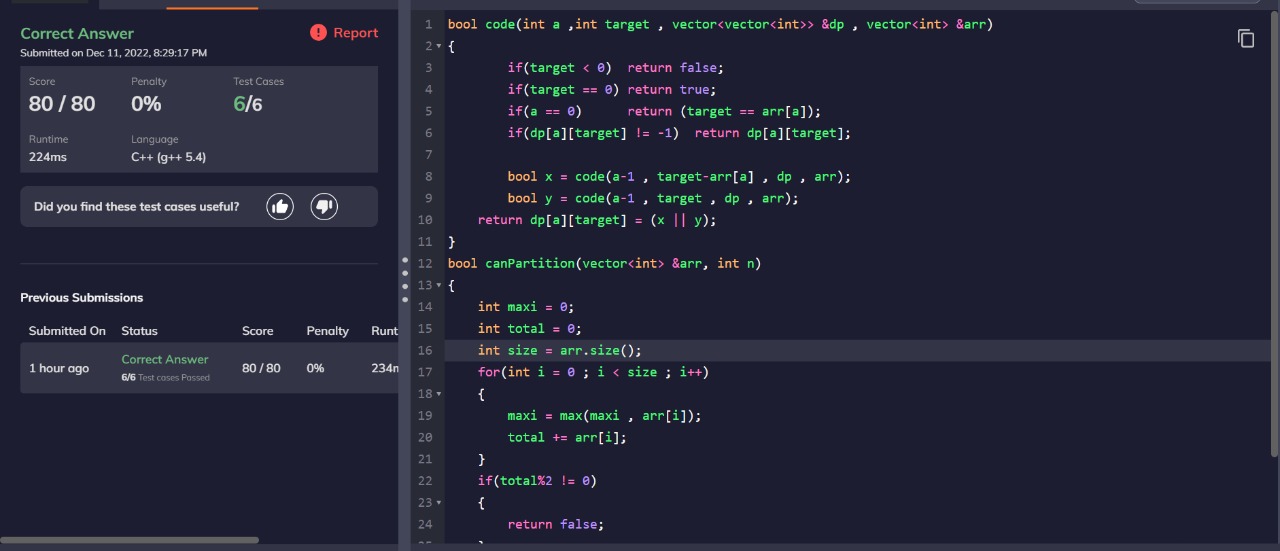 Correct Answer
Report
Submitted on Dec 11, 2022, 8:29:17 PM
Score Penalty Test Cases
80 / 80 0% 6/6
Runtime Language
224ms C++ (g++ 5.4)
Did you find these test cases useful?
Previous Submissions
Submitted On Status Score Penalty Runt
1 hour ago Correct Answer 80 / 80 0% 234m
6/6 Test cases Passed
1 bool code(int a ,int target , vector<vector<int>> &dp , vector<int> &arr)
2 {
3 if(target < 0) return false;
4 if(target == 0) return true;
5 if(a == 0) return (target == arr[a]);
6 if(dp[a][target] != -1) return dp[a][target];
7
8 bool x = code(a-1 , target-arr[a] , dp , arr);
9 bool y = code(a-1 , target , dp , arr);
10 return dp[a][target] = (x || y);
11 }
12 bool canPartition(vector<int> &arr, int n)
13 {
14 int maxi = 0;
15 int total = 0;
16 int size = arr.size();
17 for(int i = 0 ; i < size ; i++)
18 {
19 maxi = max(maxi , arr[i]);
20 total += arr[i];
21 }
22 if(total%2 != 0)
23 {
24 return false;